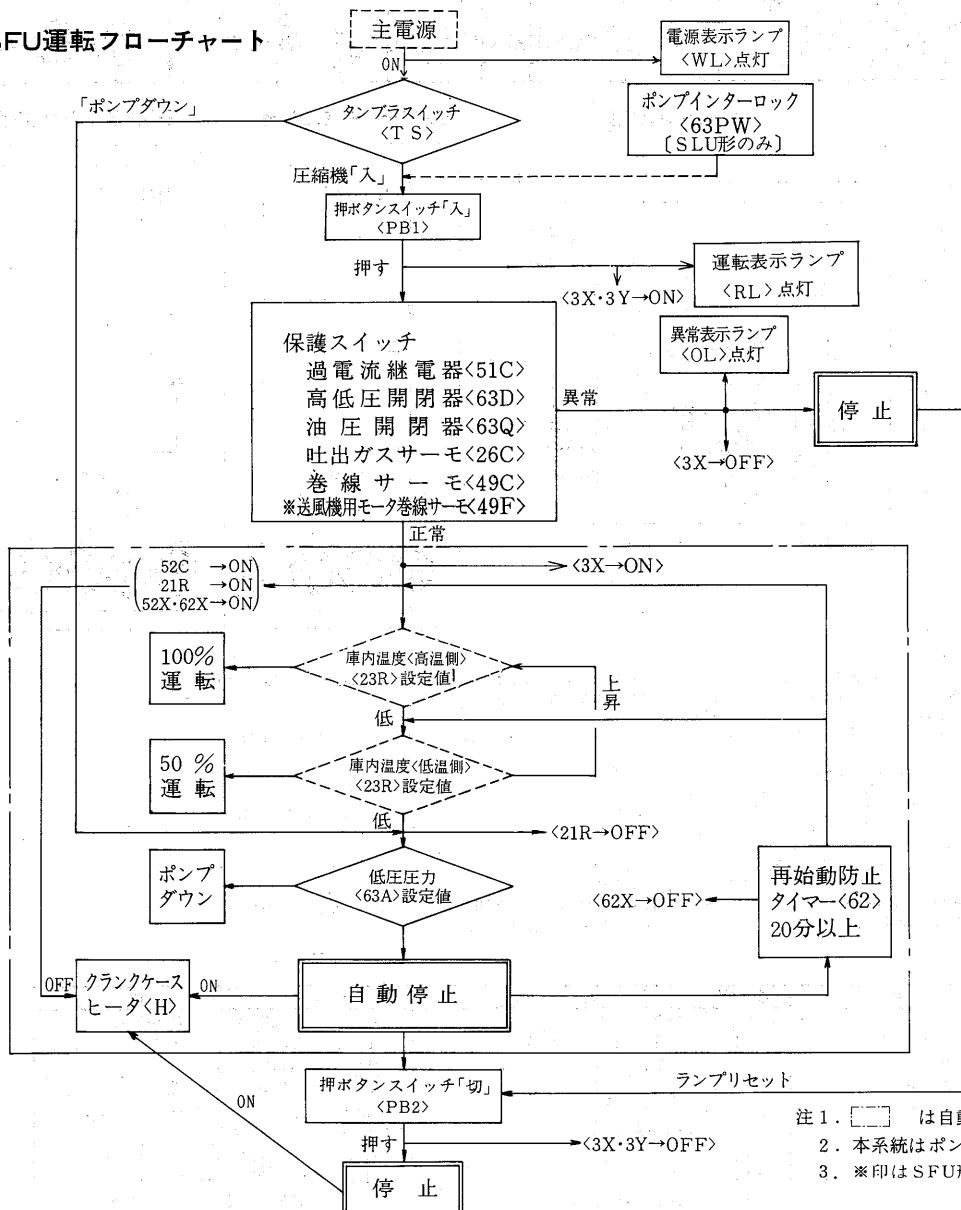 FU運転フローチャート
主電源
ON
電源表示ランプ
〈WL〉点灯
「ポンプダウン」
タンブラスイッチ
〈TS〉
ポンプインターロック
〈63PW〉
〔SLU形のみ〕
圧縮機「入」
押ボタンスイッチ「入」
〈PB1〉
押す
運転表示ランプ
〈RL〉点灯
〈3X・3Y→ON〉
保護スイッチ
過電流継電器〈51C〉
高低圧開閉器〈63D〉
油圧開閉器〈63Q〉
吐出ガスサーモ〈26C〉
巻線サーモ〈49C〉
※送風機用モータ巻線サーモ〈49F〉
異常表示ランプ
〈OL〉点灯
異常
停止
〈3X→OFF〉
正常
52C →ON
21R →ON
52X・62X→ON
〈3X→ON〉
100%
運転
庫内温度〈高温側〉
〈23R〉設定値
上昇
低
50%
運転
庫内温度〈低温側〉
〈23R〉設定値
低
〈21R→OFF〉
ポンプ
ダウン
低圧圧力
〈63A〉設定値
〈62X→OFF〉
再始動防止
タイマー〈62〉
20分以上
OFF
クランクケース
ヒータ〈H〉
ON
自動停止
押ボタンスイッチ「切」
〈PB2〉
ランプリセット
ON
押す
〈3X・3Y→OFF〉
停止
注1. は自動
2. 本系統はポン
3. ※印はSFU形